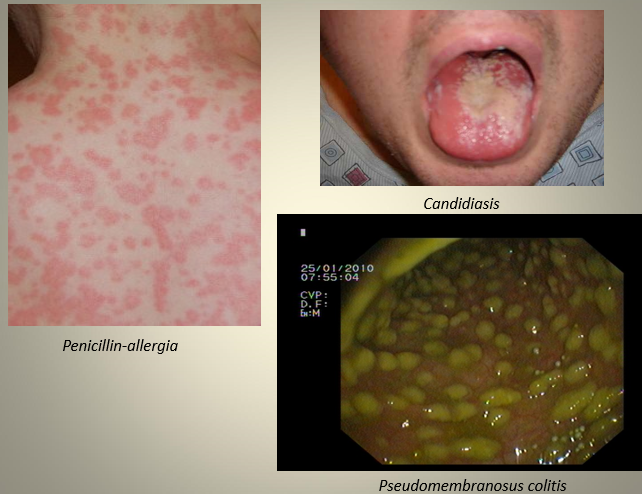 Penicillin-allergia
Candidiasis
25/01/2010
07:55:04
CVP:
D.F:
Pseudomembranosus colitis